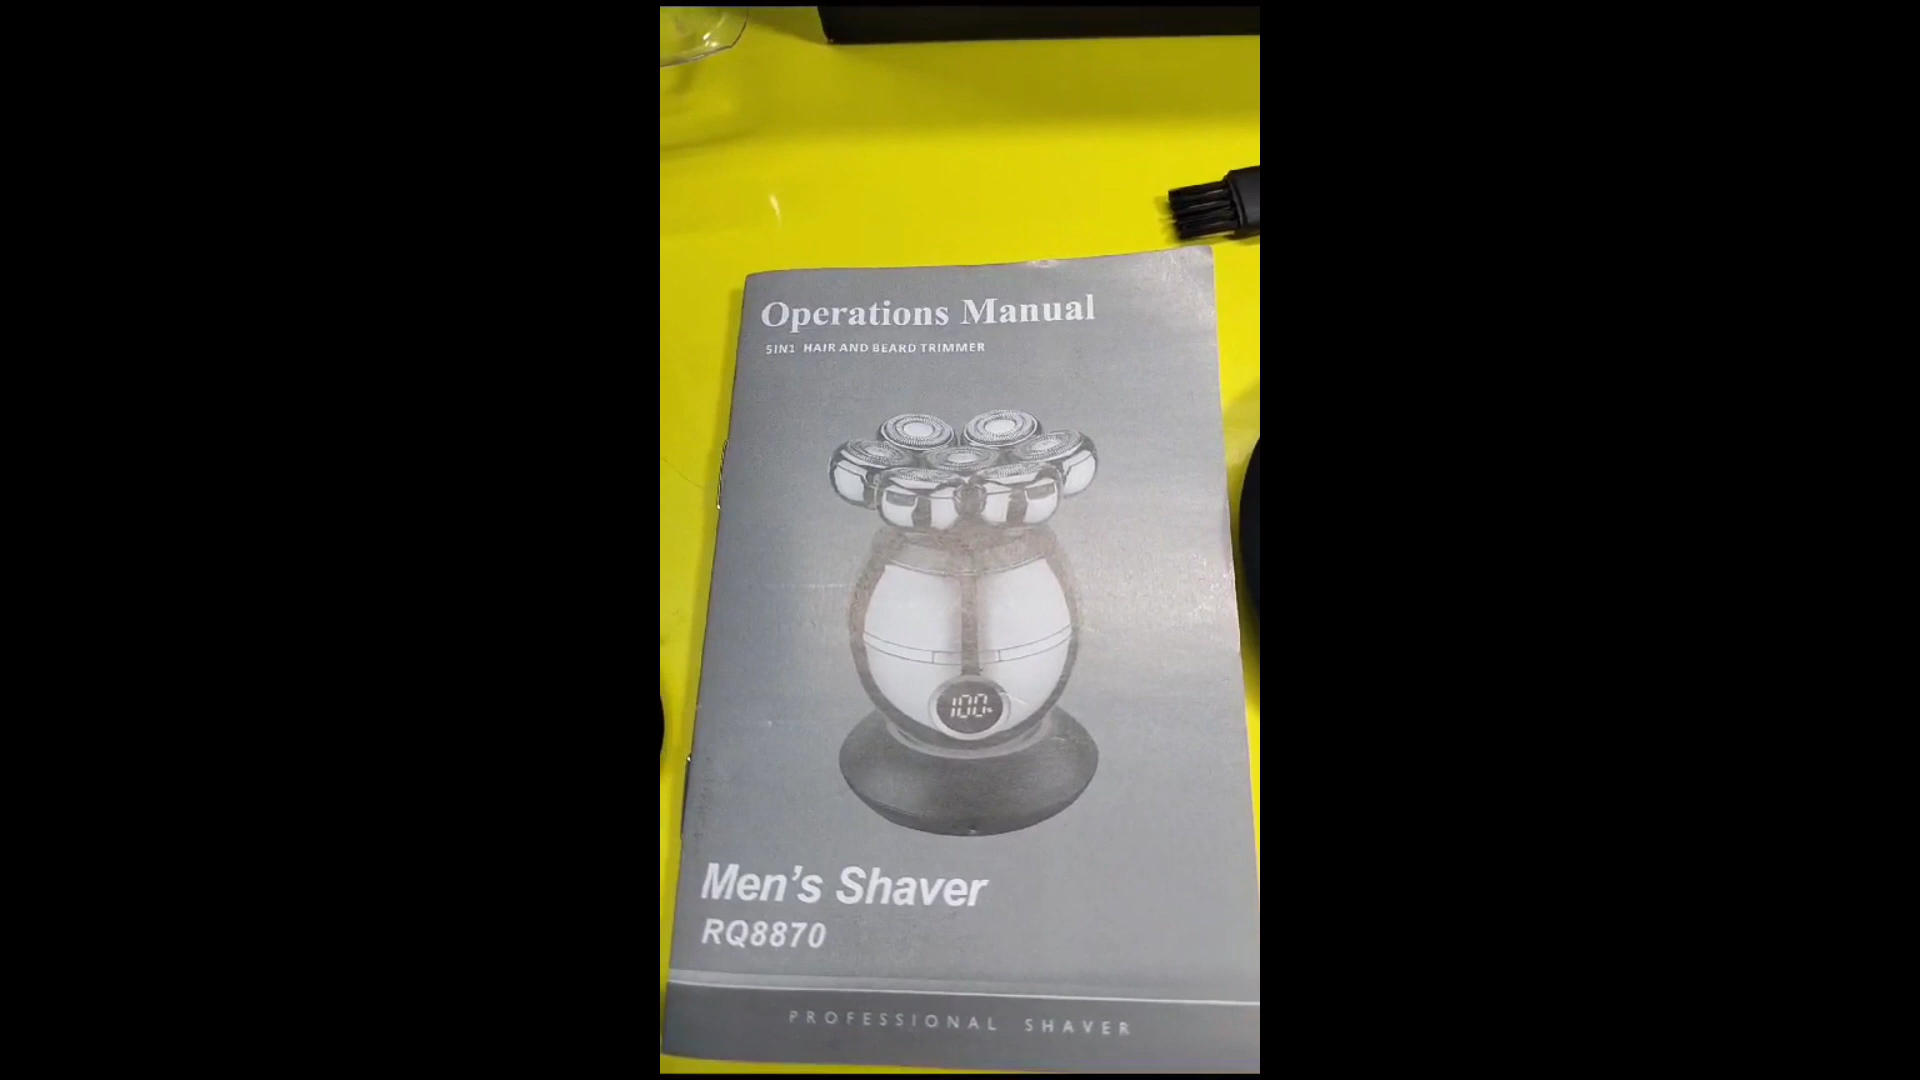 Operations Manual
5IN1 HAIR AND BEARD TRIMMER
100%
Men's Shaver
RQ8870
PROFESSIONAL SHAVER